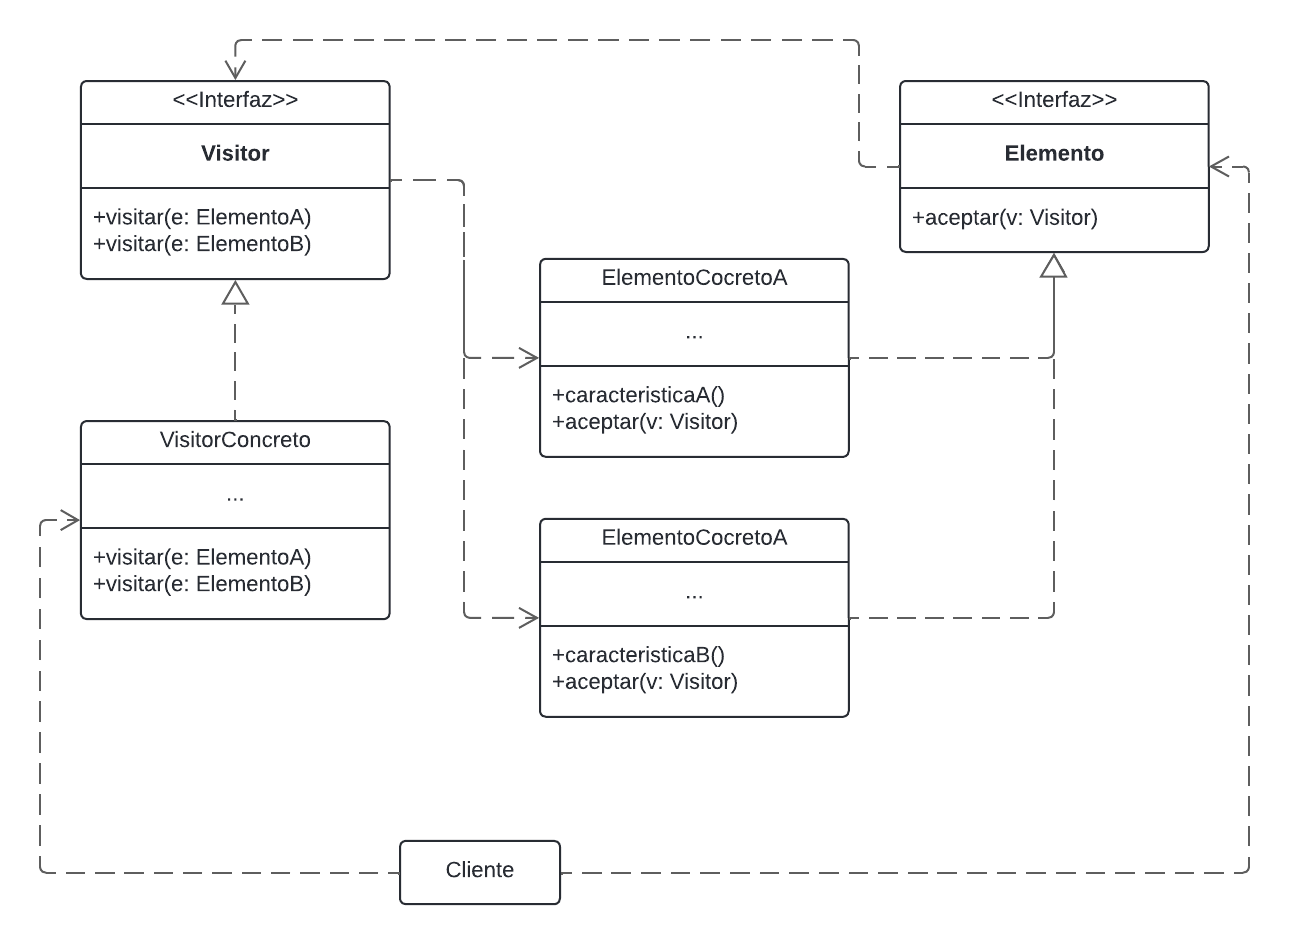 <<Interfaz>>
Visitor
+visitar(e: ElementoA)
+visitar(e: ElementoB)
<<Interfaz>>
Elemento
+aceptar(v: Visitor)
ElementoCocretoA
...
+caracteristicaA()
+aceptar(v: Visitor)
VisitorConcreto
...
+visitar(e: ElementoA)
+visitar(e: ElementoB)
ElementoCocretoA
...
+caracteristicaB()
+aceptar(v: Visitor)
Cliente